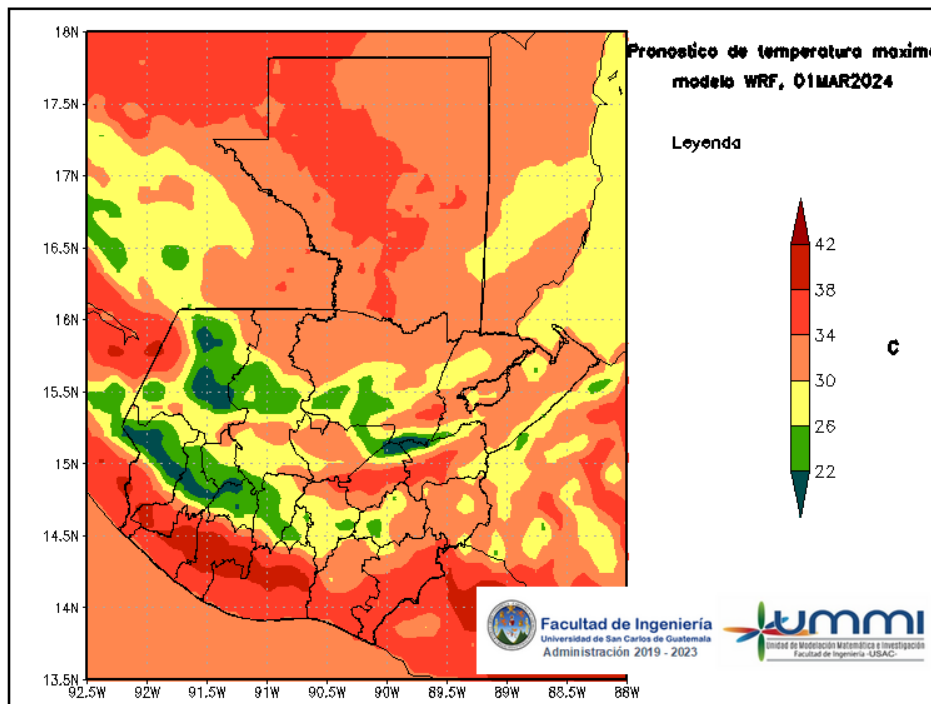 Pronostico de temperatura maxima
modelo WRF, 01MAR2024
Leyenda
42
38
34
30
26
22
C
18N
17.5N
17N
16.5N
16N
15.5N
15N
14.5N
14N
13.5N
92.5W 92W 91.5W 91W 90.5W 90W 89.5W 89W 88.5W 88W
Facultad de Ingeniería
Universidad de San Carlos de Guatemala
Administración 2019 - 2023
ummi
Unidad de Modelación Matemática e Investigación
Facultad de Ingeniería -USAC-